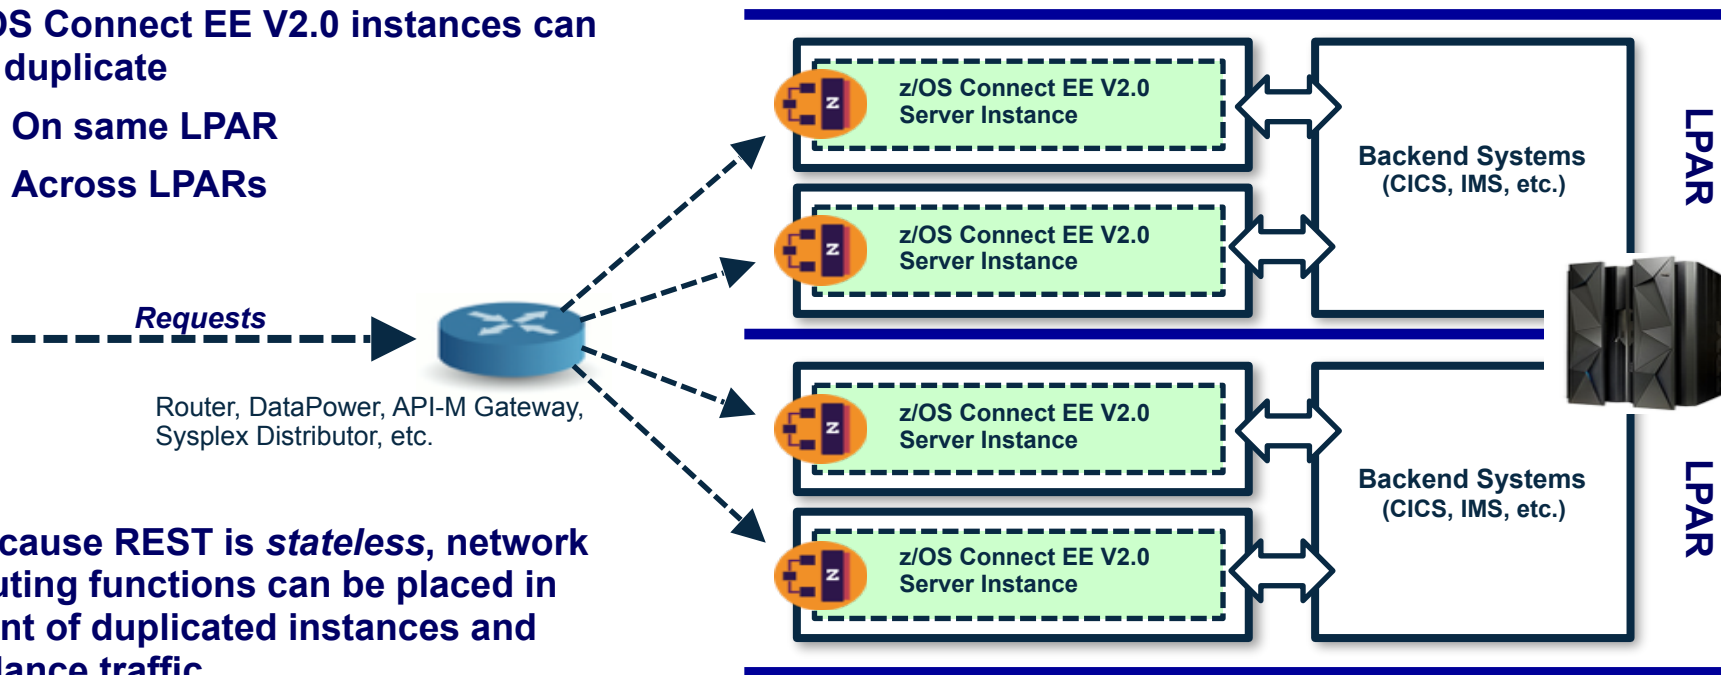 OS Connect EE V2.0 instances can
duplicate
On same LPAR
Across LPARs
Requests
Router, DataPower, API-M Gateway,
Sysplex Distributor, etc.
cause REST is stateless, network
uting functions can be placed in
nt of duplicated instances and
lance traffic
z/OS Connect EE V2.0
Server Instance
z/OS Connect EE V2.0
Server Instance
Backend Systems
(CICS, IMS, etc.)
LPAR
z/OS Connect EE V2.0
Server Instance
z/OS Connect EE V2.0
Server Instance
Backend Systems
(CICS, IMS, etc.)
LPAR
Z
Z
Z
Z